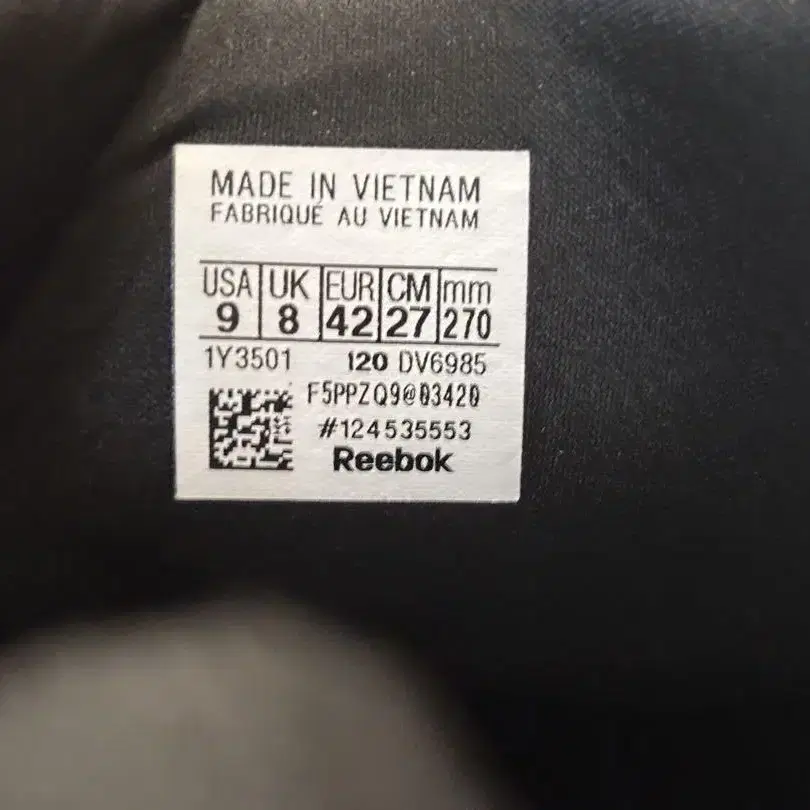 MADE IN VIETNAM
FABRIQUÉ AU VIETNAM
USA UK EUR CM mm
9 8 42 27 270
1Y3501 120 DV6985
F5PPZQ9@03420
#124535553
Reebok